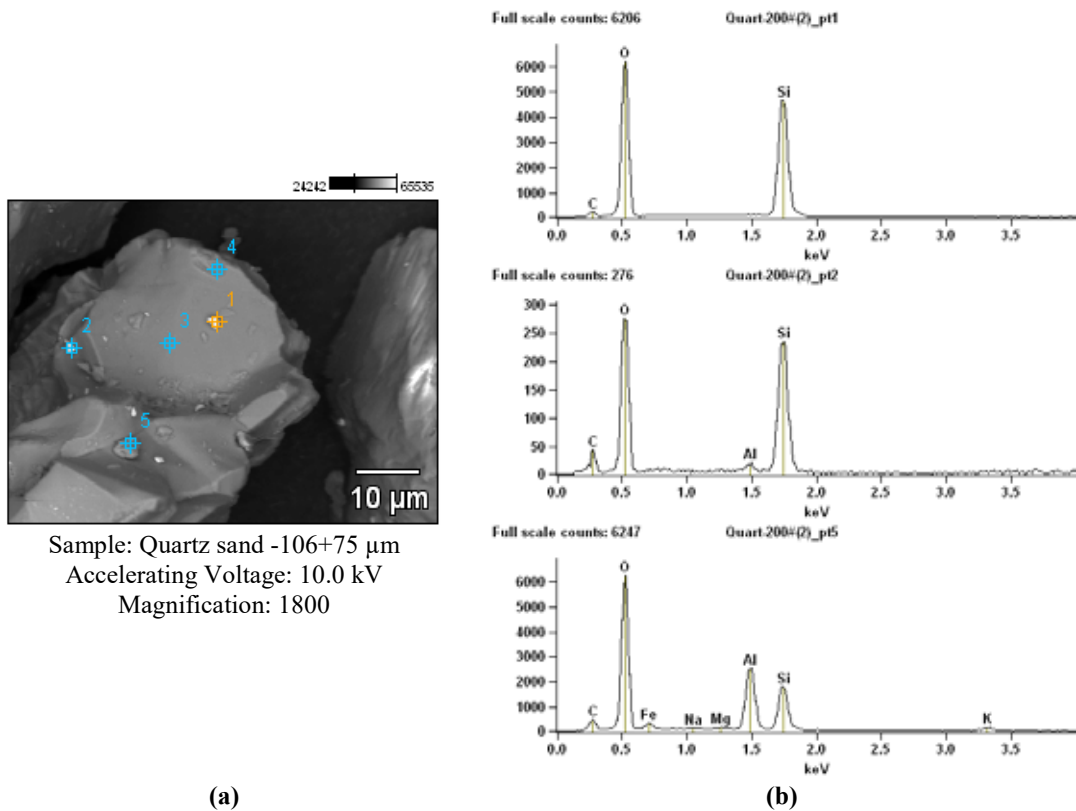 24242 65535
4
1
2
3
5
10 µm
Sample: Quartz sand -106+75 µm
Accelerating Voltage: 10.0 kV
Magnification: 1800
(a)
Full scale counts: 6206 Quart-200#(2)_pt1
O
6000
5000
4000
3000
2000
1000
0
Si
C
0.0 0.5 1.0 1.5 2.0 2.5 3.0 3.5
keV
Full scale counts: 276 Quart-200#(2)_pt2
300
250
200
150
100
50
0
O
Si
C
Al
0.0 0.5 1.0 1.5 2.0 2.5 3.0 3.5
keV
Full scale counts: 6247 Quart-200#(2)_pt5
O
6000
5000
4000
3000
2000
1000
0
Al
Si
C
Fe
Na
Mg
K
0.0 0.5 1.0 1.5 2.0 2.5 3.0 3.5
keV
(b)